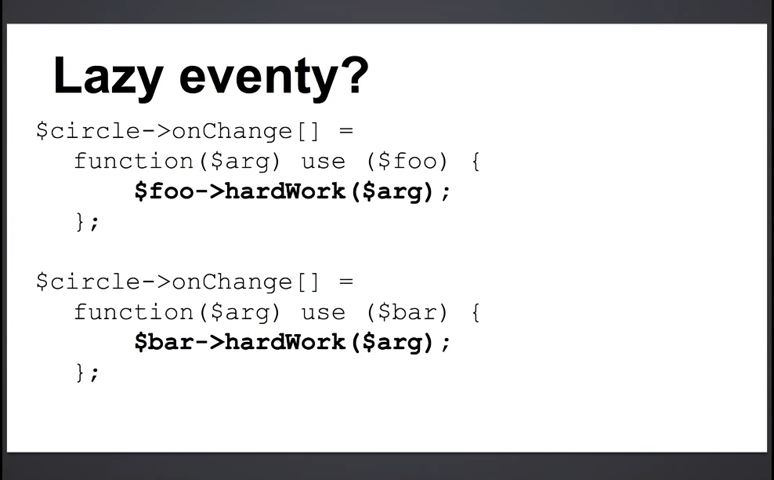 Lazy eventy?
$circle->onChange[] =
function($arg) use ($foo) {
$foo->hardWork($arg);
};
$circle->onChange[] =
function($arg) use ($bar) {
$bar->hardWork($arg);
};